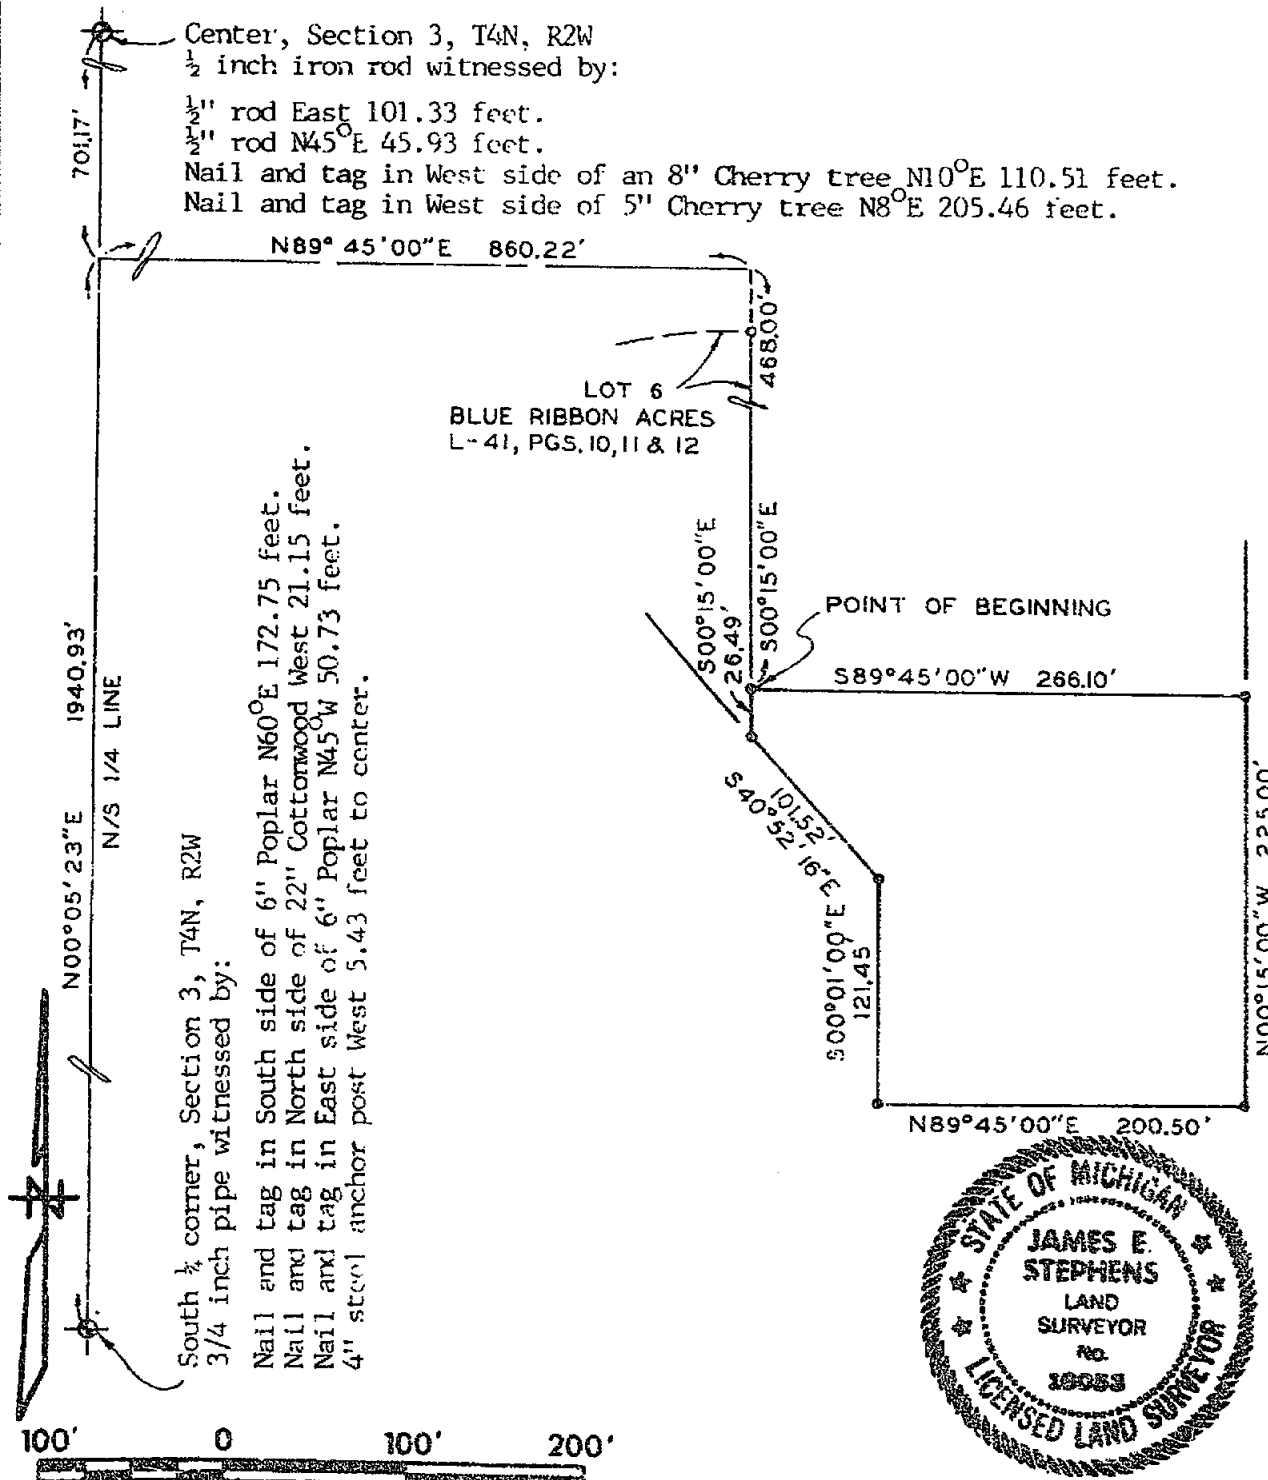 Center, Section 3, T4N, R2W
½ inch iron rod witnessed by:
½" rod East 101.33 feet.
½" rod N45°E 45.93 feet.
Nail and tag in West side of an 8" Cherry tree N10°E 110.51 feet.
Nail and tag in West side of 5" Cherry tree N8°E 205.46 feet.
701.17'
N89°45'00"E 860.22'
468.00'
LOT 6
BLUE RIBBON ACRES
L-41, PGS. 10, 11 & 12
S00°15'00"E
26.49'
S00°15'00"E
POINT OF BEGINNING
S89°45'00"W 266.10'
S40°52'16"E
101.52'
S00°01'00"E
121.45
N00°15'00"W 225.00'
N89°45'00"E 200.50'
N00°05'23"E 1940.93'
N/S 1/4 LINE
South ¼ corner, Section 3, T4N, R2W
3/4 inch pipe witnessed by:
Nail and tag in South side of 6" Poplar N60°E 172.75 feet.
Nail and tag in North side of 22" Cottonwood West 21.15 feet.
Nail and tag in East side of 6" Poplar N45°W 50.73 feet.
4" steel anchor post West 5.43 feet to center.
N
STATE OF MICHIGAN
JAMES E.
STEPHENS
LAND
SURVEYOR
No.
LICENSED LAND SURVEYOR
100' 0 100' 200'